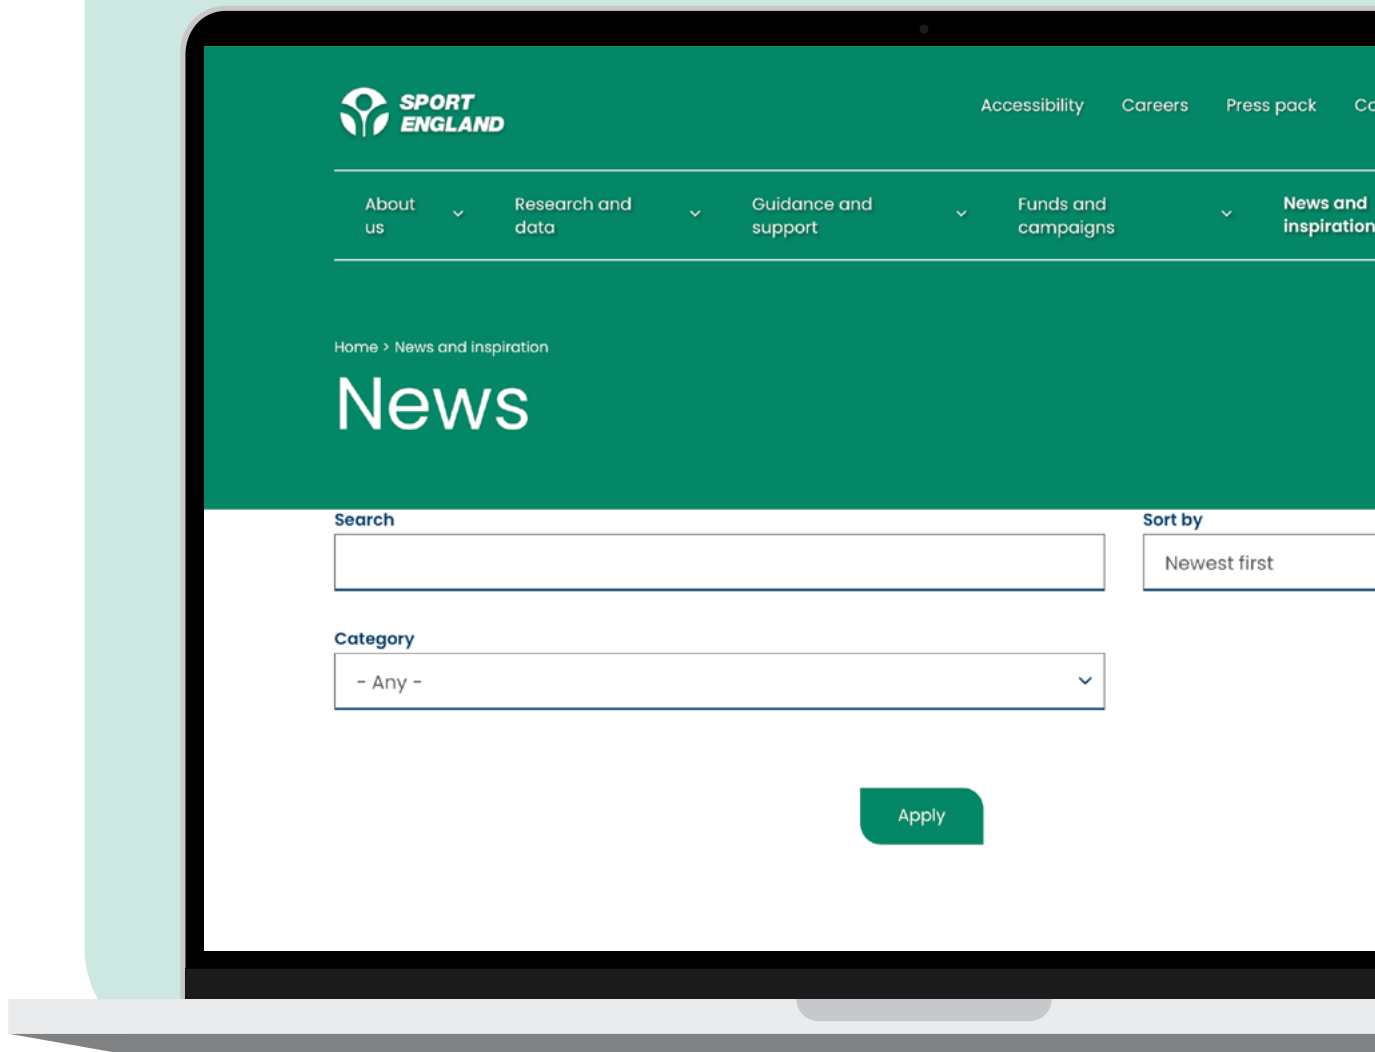 SPORT
ENGLAND
Accessibility Careers Press pack
About us
Research and data
Guidance and support
Funds and campaigns
News and inspiration
Home > News and inspiration
News
Search
Sort by
Newest first
Category
- Any -
Apply